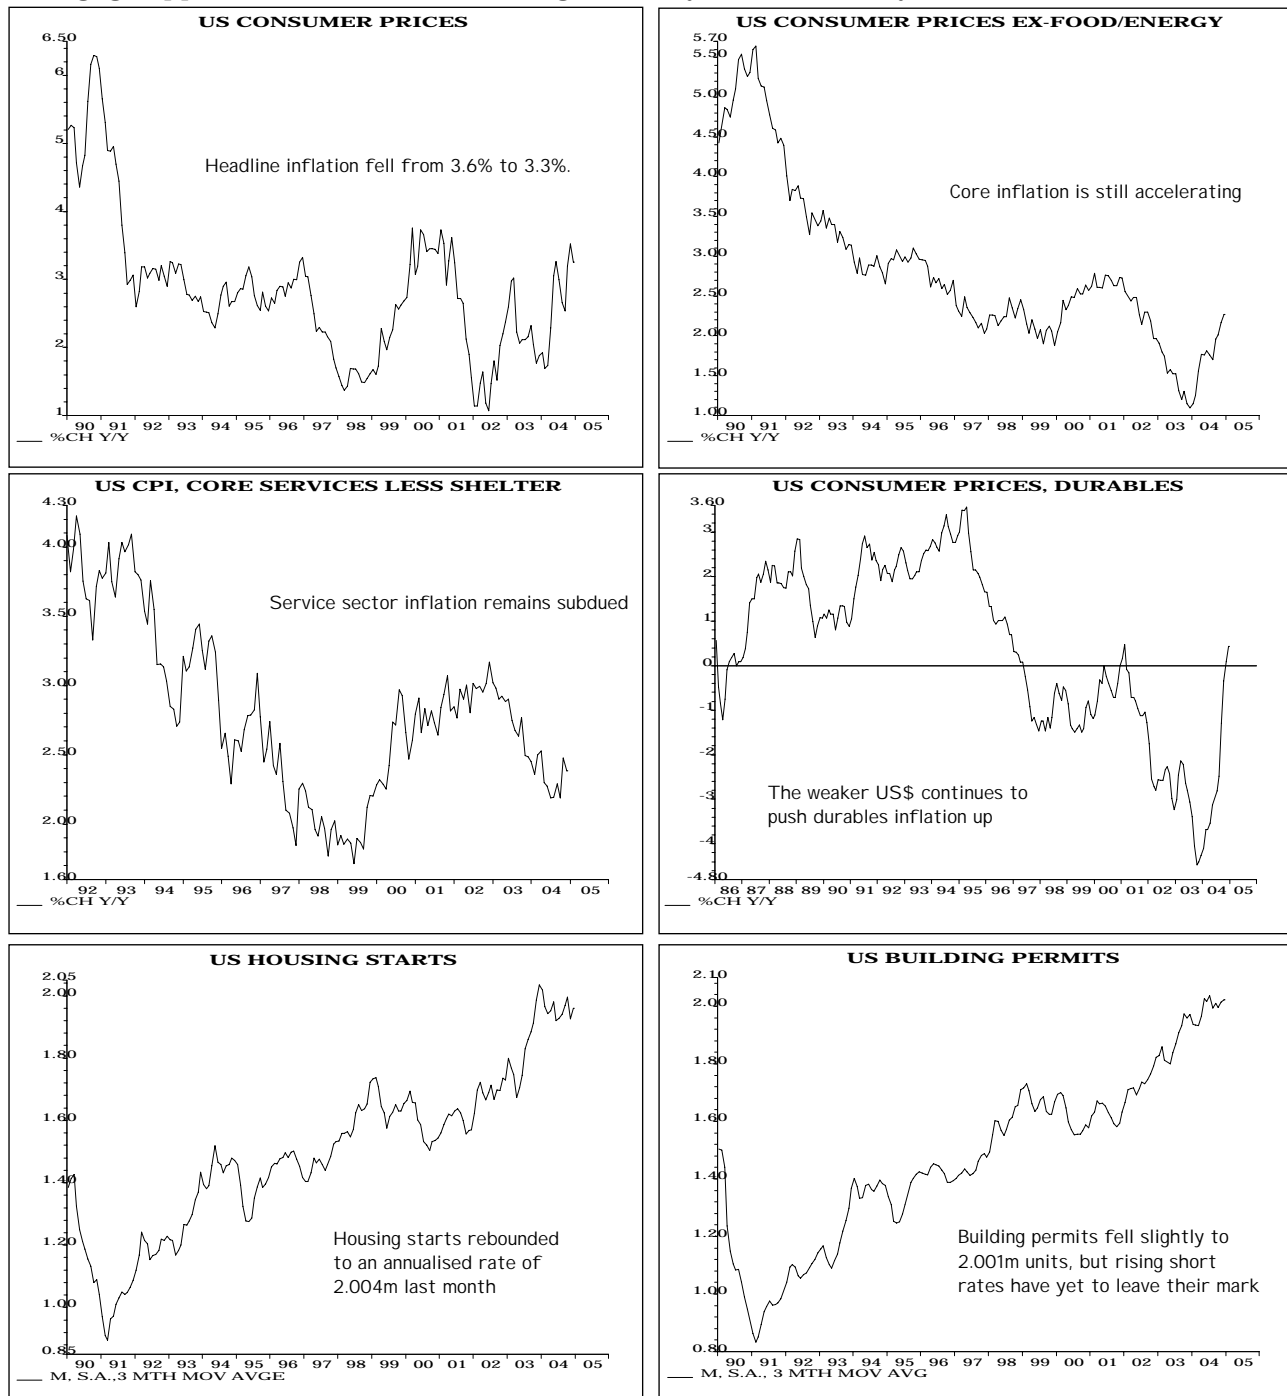 US CONSUMER PRICES
6.50
6
5
4
3
2
1
90 91 92 93 94 95 96 97 98 99 00 01 02 03 04 05
%CH Y/Y
Headline inflation fell from 3.6% to 3.3%.
US CONSUMER PRICES EX-FOOD/ENERGY
5.70
5.50
5.00
4.50
4.00
3.50
3.00
2.50
2.00
1.50
1.00
90 91 92 93 94 95 96 97 98 99 00 01 02 03 04 05
%CH Y/Y
Core inflation is still accelerating
US CPI, CORE SERVICES LESS SHELTER
4.30
4.00
3.50
3.00
2.50
2.00
1.60
92 93 94 95 96 97 98 99 00 01 02 03 04 05
%CH Y/Y
Service sector inflation remains subdued
US CONSUMER PRICES, DURABLES
3.60
3
2
1
0
-1
-2
-3
-4
-4.80
86 87 88 89 90 91 92 93 94 95 96 97 98 99 00 01 02 03 04 05
%CH Y/Y
The weaker US$ continues to
push durables inflation up
US HOUSING STARTS
2.05
2.00
1.80
1.60
1.40
1.20
1.00
0.85
90 91 92 93 94 95 96 97 98 99 00 01 02 03 04 05
M, S.A.,3 MTH MOV AVGE
Housing starts rebounded
to an annualised rate of
2.004m last month
US BUILDING PERMITS
2.10
2.00
1.80
1.60
1.40
1.20
1.00
0.80
90 91 92 93 94 95 96 97 98 99 00 01 02 03 04 05
M, S.A., 3 MTH MOV AVG
Building permits fell slightly to
2.001m units, but rising short
rates have yet to leave their mark